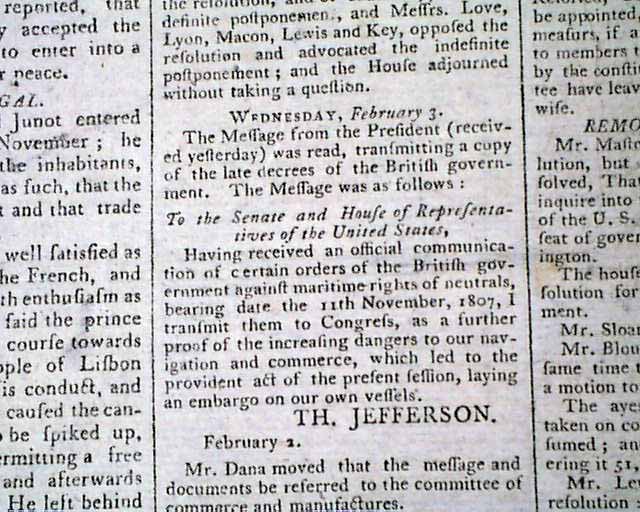 reported, that
y accepted the
to enter into a
r peace.
GAL.
Junot entered
November ; he
the inhabitants,
as ſuch, that the
t and that trade
well ſatisfied as
he French, and
th enthuſiaſm as
ſaid the prince
courſe towards
ople of Liſbon
is conduct, and
cauſed the can-
o be ſpiked up,
ermitting a free
and afterwards
He left behind
definite poſtponemen., and Meſſrs. Love,
Lyon, Macon, Lewis and Key, oppoſed the
reſolution and advocated the indefinite
poſtponement ; and the Houſe adjourned
without taking a queſtion.
WEDNESDAY, February 3.
The Meſſage from the Preſident (receiv-
ed yeſterday) was read, tranſmitting a copy
of the late decrees of the Britiſh govern-
ment. The Meſſage was as follows :
To the Senate and Houſe of Repreſenta-
tives of the United States,
Having received an official communica-
tion of certain orders of the Britiſh gov-
ernment againſt maritime rights of neutrals,
bearing date the 11th November, 1807, I
tranſmit them to Congreſs, as a further
proof of the increaſing dangers to our nav-
igation and commerce, which led to the
provident act of the preſent ſeſſion, laying
an embargo on our own veſſels.
TH. JEFFERSON.
February 2.
Mr. Dana moved that the meſſage and
documents be referred to the committee of
commerce and manufactures.
be appointed
meaſurs, if a
to members
by the conſti
tee have leav
wiſe.
REMO
Mr. Maſte
lution, but
ſolved, That
inquire into
of the U. S.
ſeat of gover
ington.
The houſe
ſolution for
ment.
Mr. Sloa
Mr. Blou
ſame time t
a motion to
The ayes
taken on co
ſumed ; an
ering it 51,
Mr. Le
reſolution